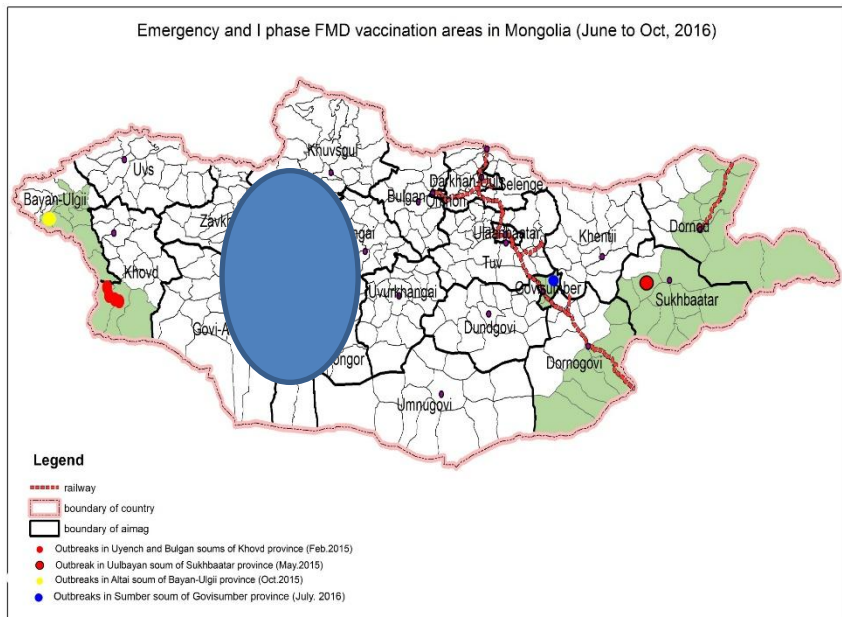 Emergency and I phase FMD vaccination areas in Mongolia (June to Oct, 2016)
Khuvsgul
Uvs
Darkhan-Uul
Selenge
Bayan-Ulgii
Bulgan
Zavkh
Dornod
Ulaanbaatar
ngai
Khentii
Tuv
Khovd
Govisumber
Uvurkhangai
Sukhbaatar
Govi-A
Dundgovi
ongor
Dornogovi
Umnugovi
Legend
railway
boundary of country
boundary of aimag
Outbreaks in Uyench and Bulgan soums of Khovd province (Feb.2015)
Outbreak in Uulbayan soum of Sukhbaatar province (May.2015)
Outbreaks in Altai soum of Bayan-Ulgii province (Oct.2015)
Outbreaks in Sumber soum of Govisumber province (July. 2016)